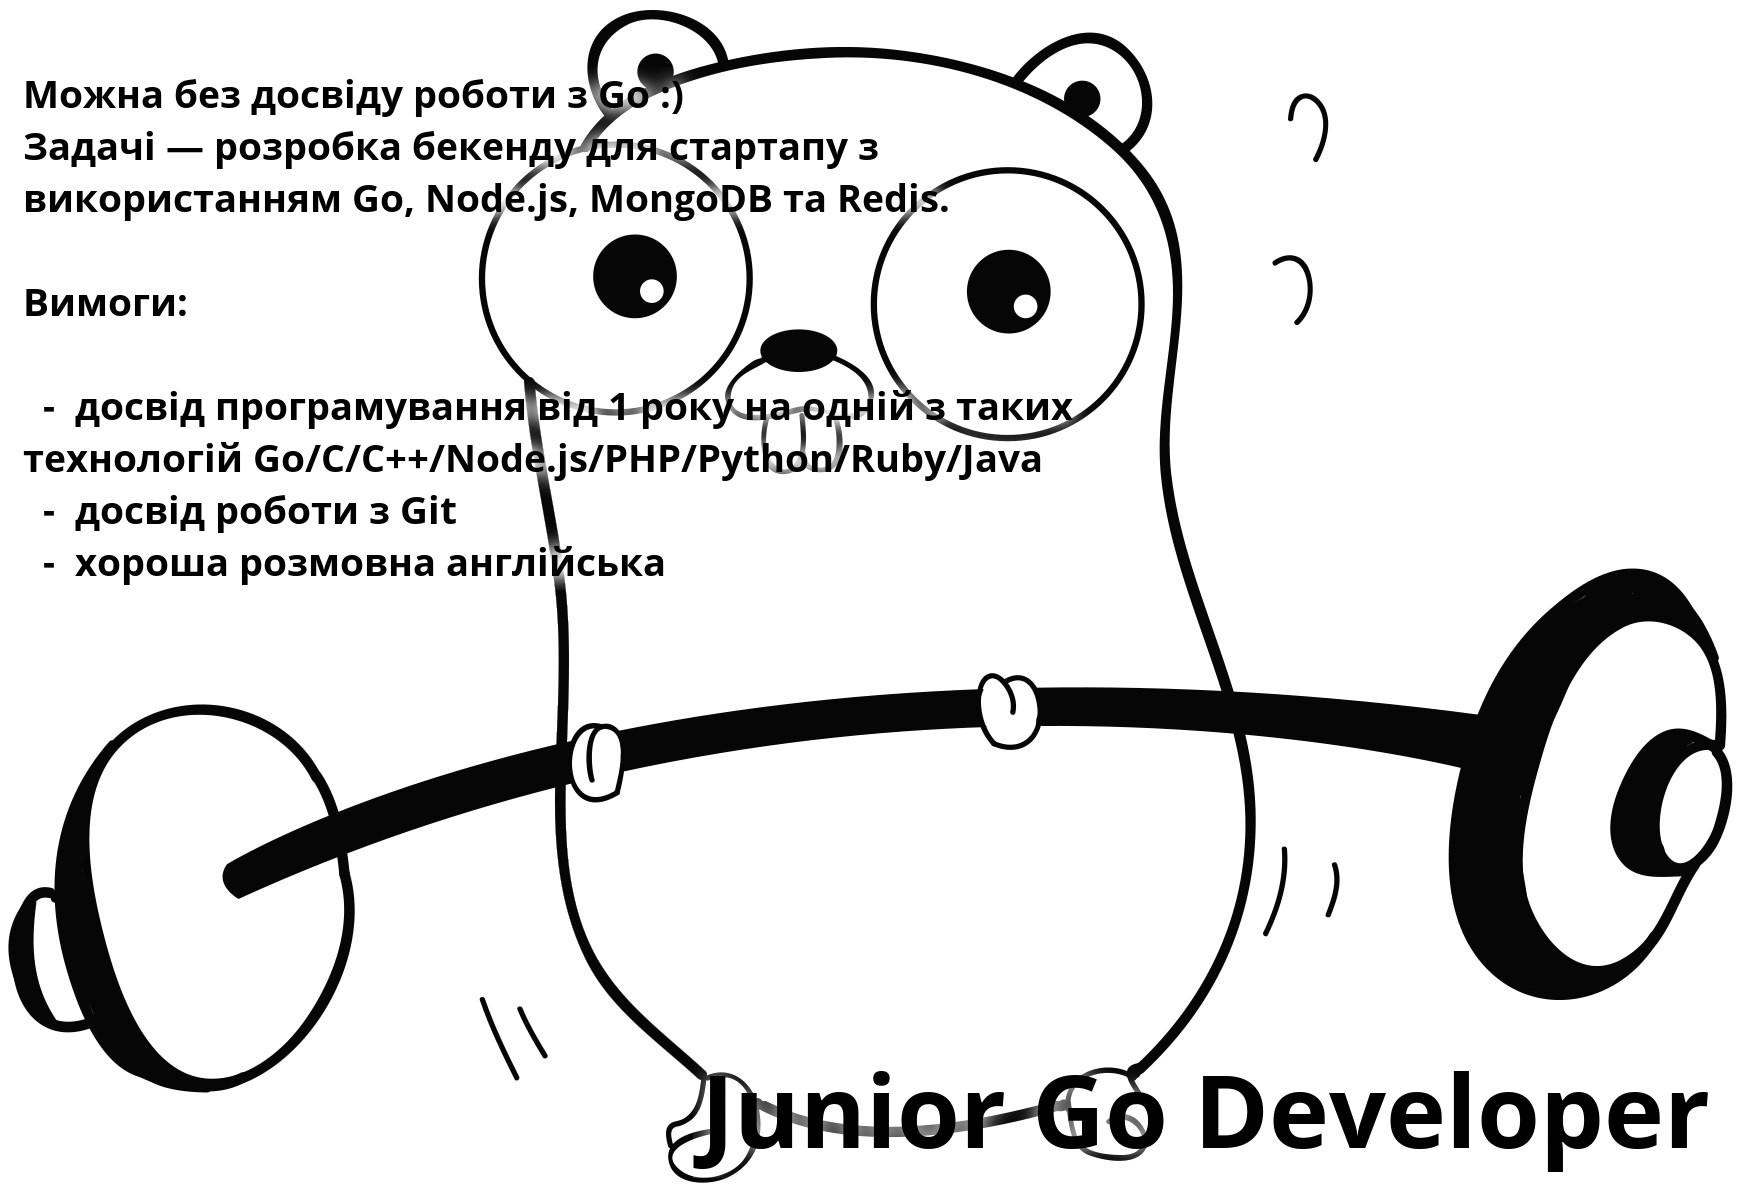 Можна без досвіду роботи з Go :)
Задачі — розробка бекенду для стартапу з
використанням Go, Node.js, MongoDB та Redis.
Вимоги:
- досвід програмування від 1 року на одній з таких
технологій Go/C/C++/Node.js/PHP/Python/Ruby/Java
- досвід роботи з Git
- хороша розмовна англійська
Junior Go Developer